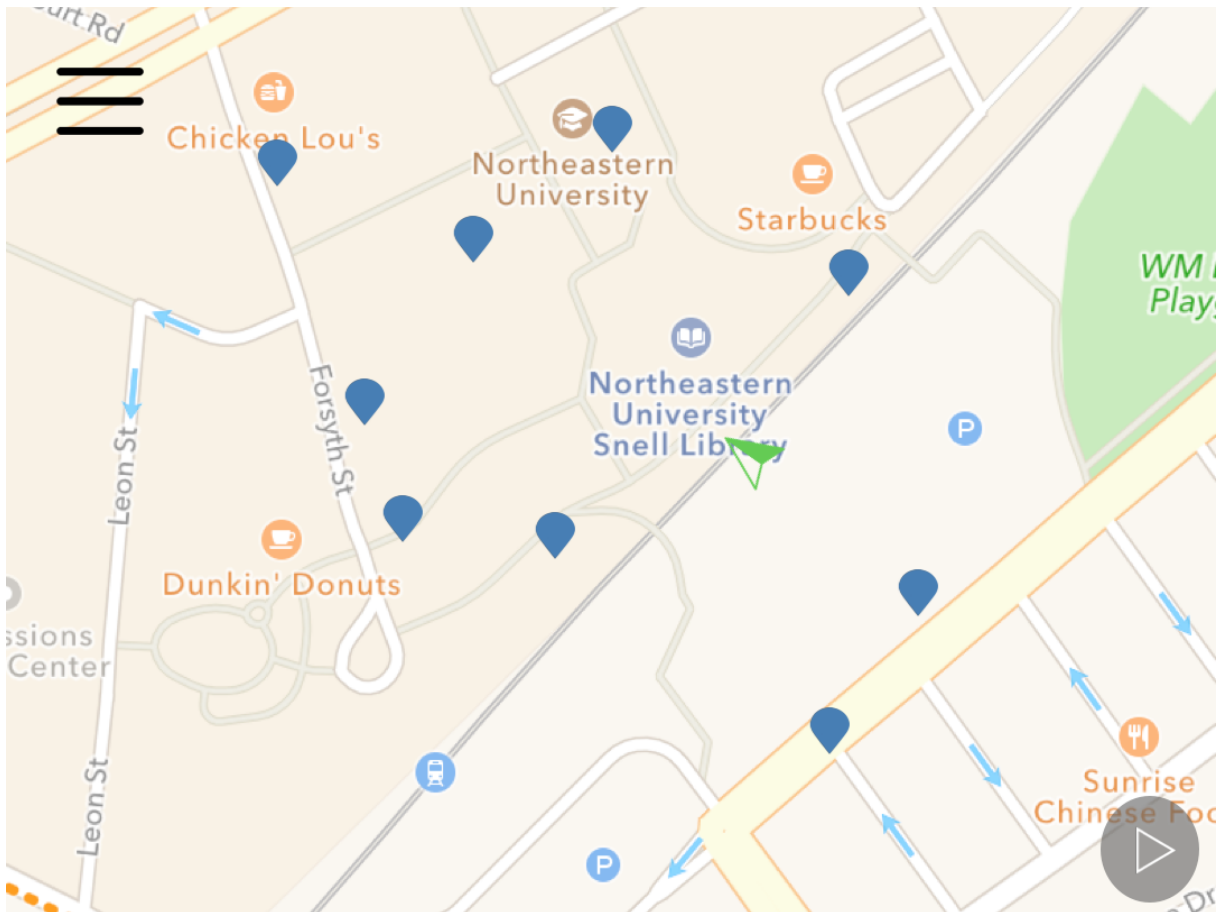 Chicken Lou's
Northeastern
University
Starbucks
WM
Northeastern
University
Snell Library
Forsyth St
Leon St
P
Dunkin' Donuts
Center
Leon St
P
Sunrise
Chinese